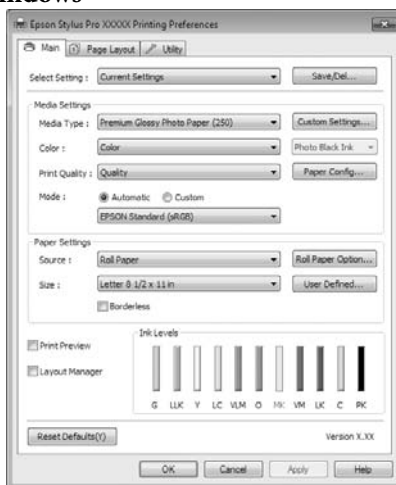 ndows
Epson Stylus Pro XXXXX Printing Preferences
Main Page Layout Utility
Select Setting : Current Settings Save/Del...
Media Settings
Media Type : Premium Glossy Photo Paper (250) Custom Settings...
Color : Color Photo Black Ink
Print Quality : Quality Paper Config...
Mode : Automatic Custom
EPSON Standard (sRGB)
Paper Settings
Source : Roll Paper Roll Paper Option...
Size : Letter 8 1/2 x 11 in User Defined...
Borderless
Ink Levels
Print Preview
Layout Manager
G LLK Y LC VLM O MK VM LK C PK
Reset Defaults(Y) Version X.XX
OK Cancel Apply Help